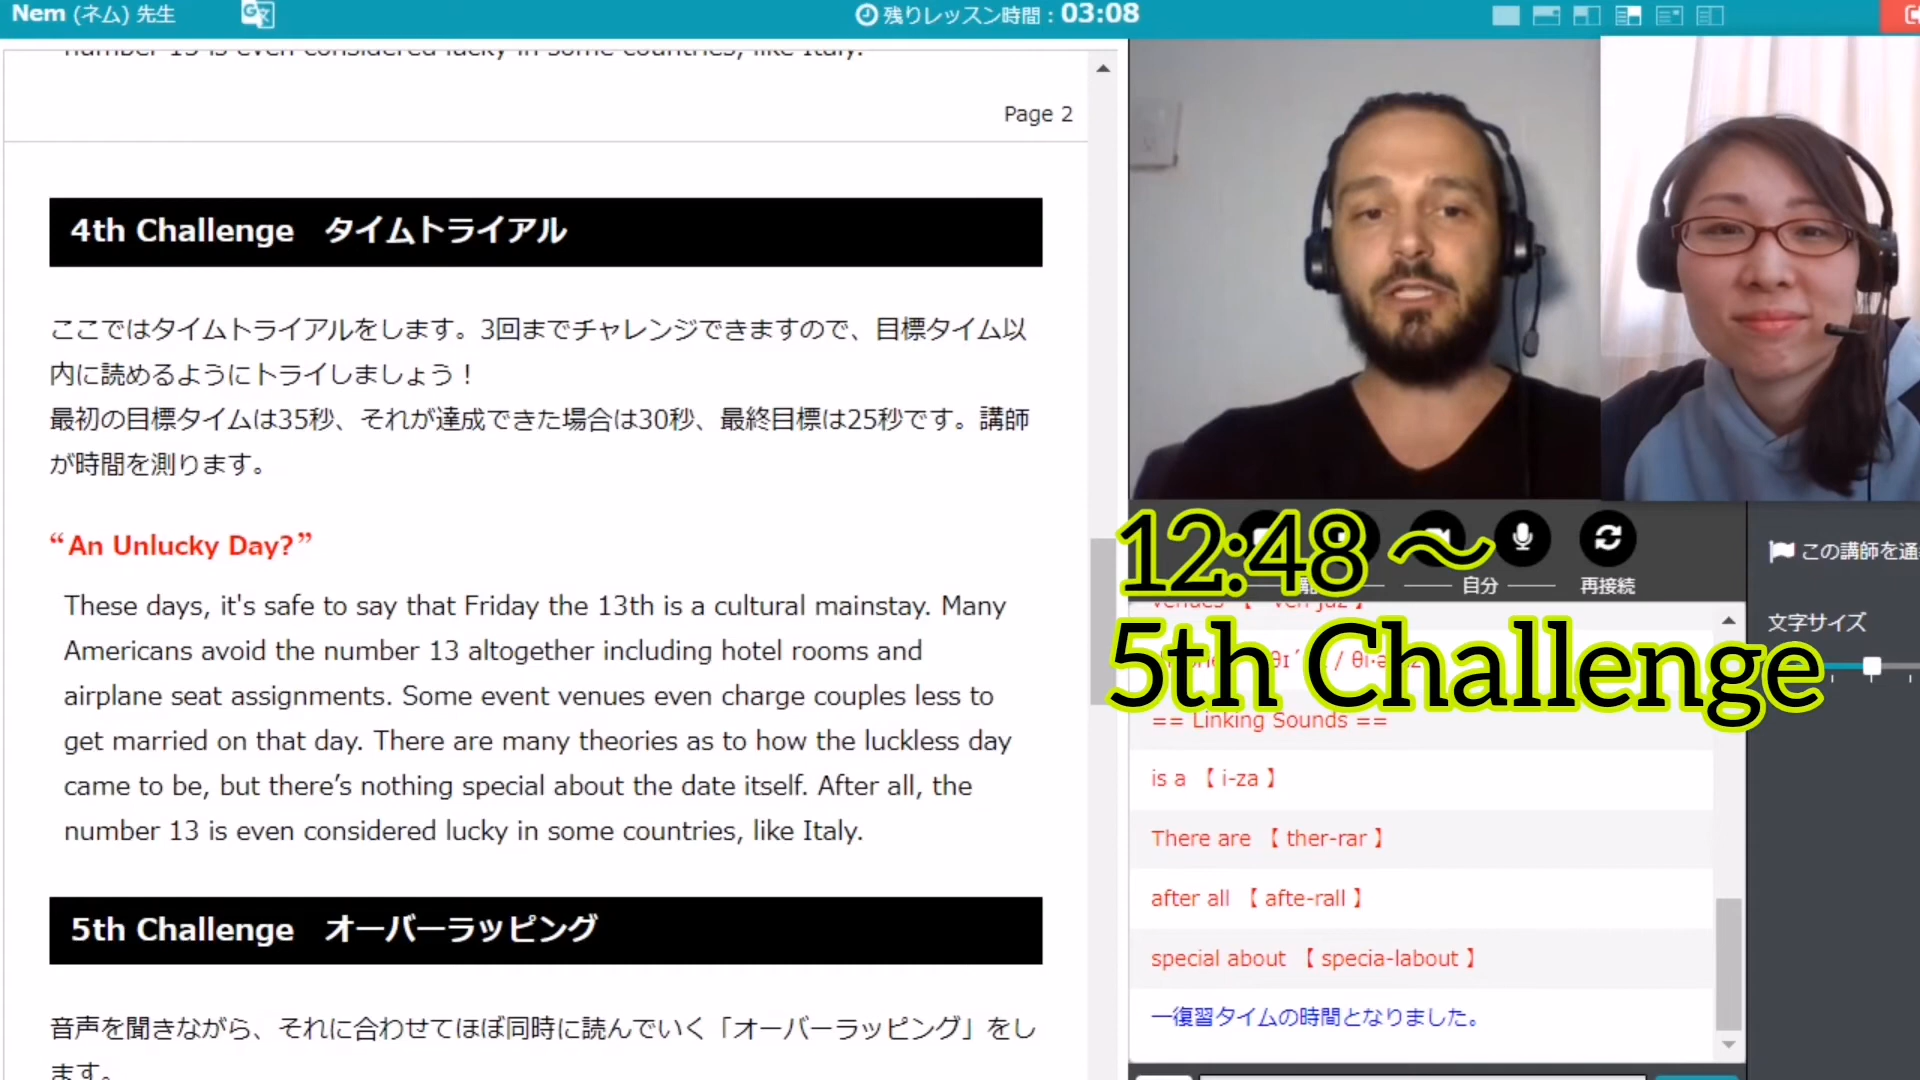 Nem (ネム) 先生
残りレッスン時間 : 03:08
number 13 is even considered lucky in some countries, like Italy.
Page 2
4th Challenge タイムトライアル
ここではタイムトライアルをします。3回までチャレンジできますので、目標タイム以
内に読めるようにトライしましょう！
最初の目標タイムは35秒、それが達成できた場合は30秒、最終目標は25秒です。講師
が時間を測ります。
“An Unlucky Day?”
These days, it's safe to say that Friday the 13th is a cultural mainstay. Many
Americans avoid the number 13 altogether including hotel rooms and
airplane seat assignments. Some event venues even charge couples less to
get married on that day. There are many theories as to how the luckless day
came to be, but there’s nothing special about the date itself. After all, the
number 13 is even considered lucky in some countries, like Italy.
5th Challenge オーバーラッピング
音声を聞きながら、それに合わせてほぼ同時に読んでいく「オーバーラッピング」をし
ます。
12:48～
5th Challenge
自分
再接続
この講師を通
文字サイズ
== Linking Sounds ==
is a 【 i-za 】
There are 【 ther-rar 】
after all 【 afte-rall 】
special about 【 specia-labout 】
一復習タイムの時間となりました。